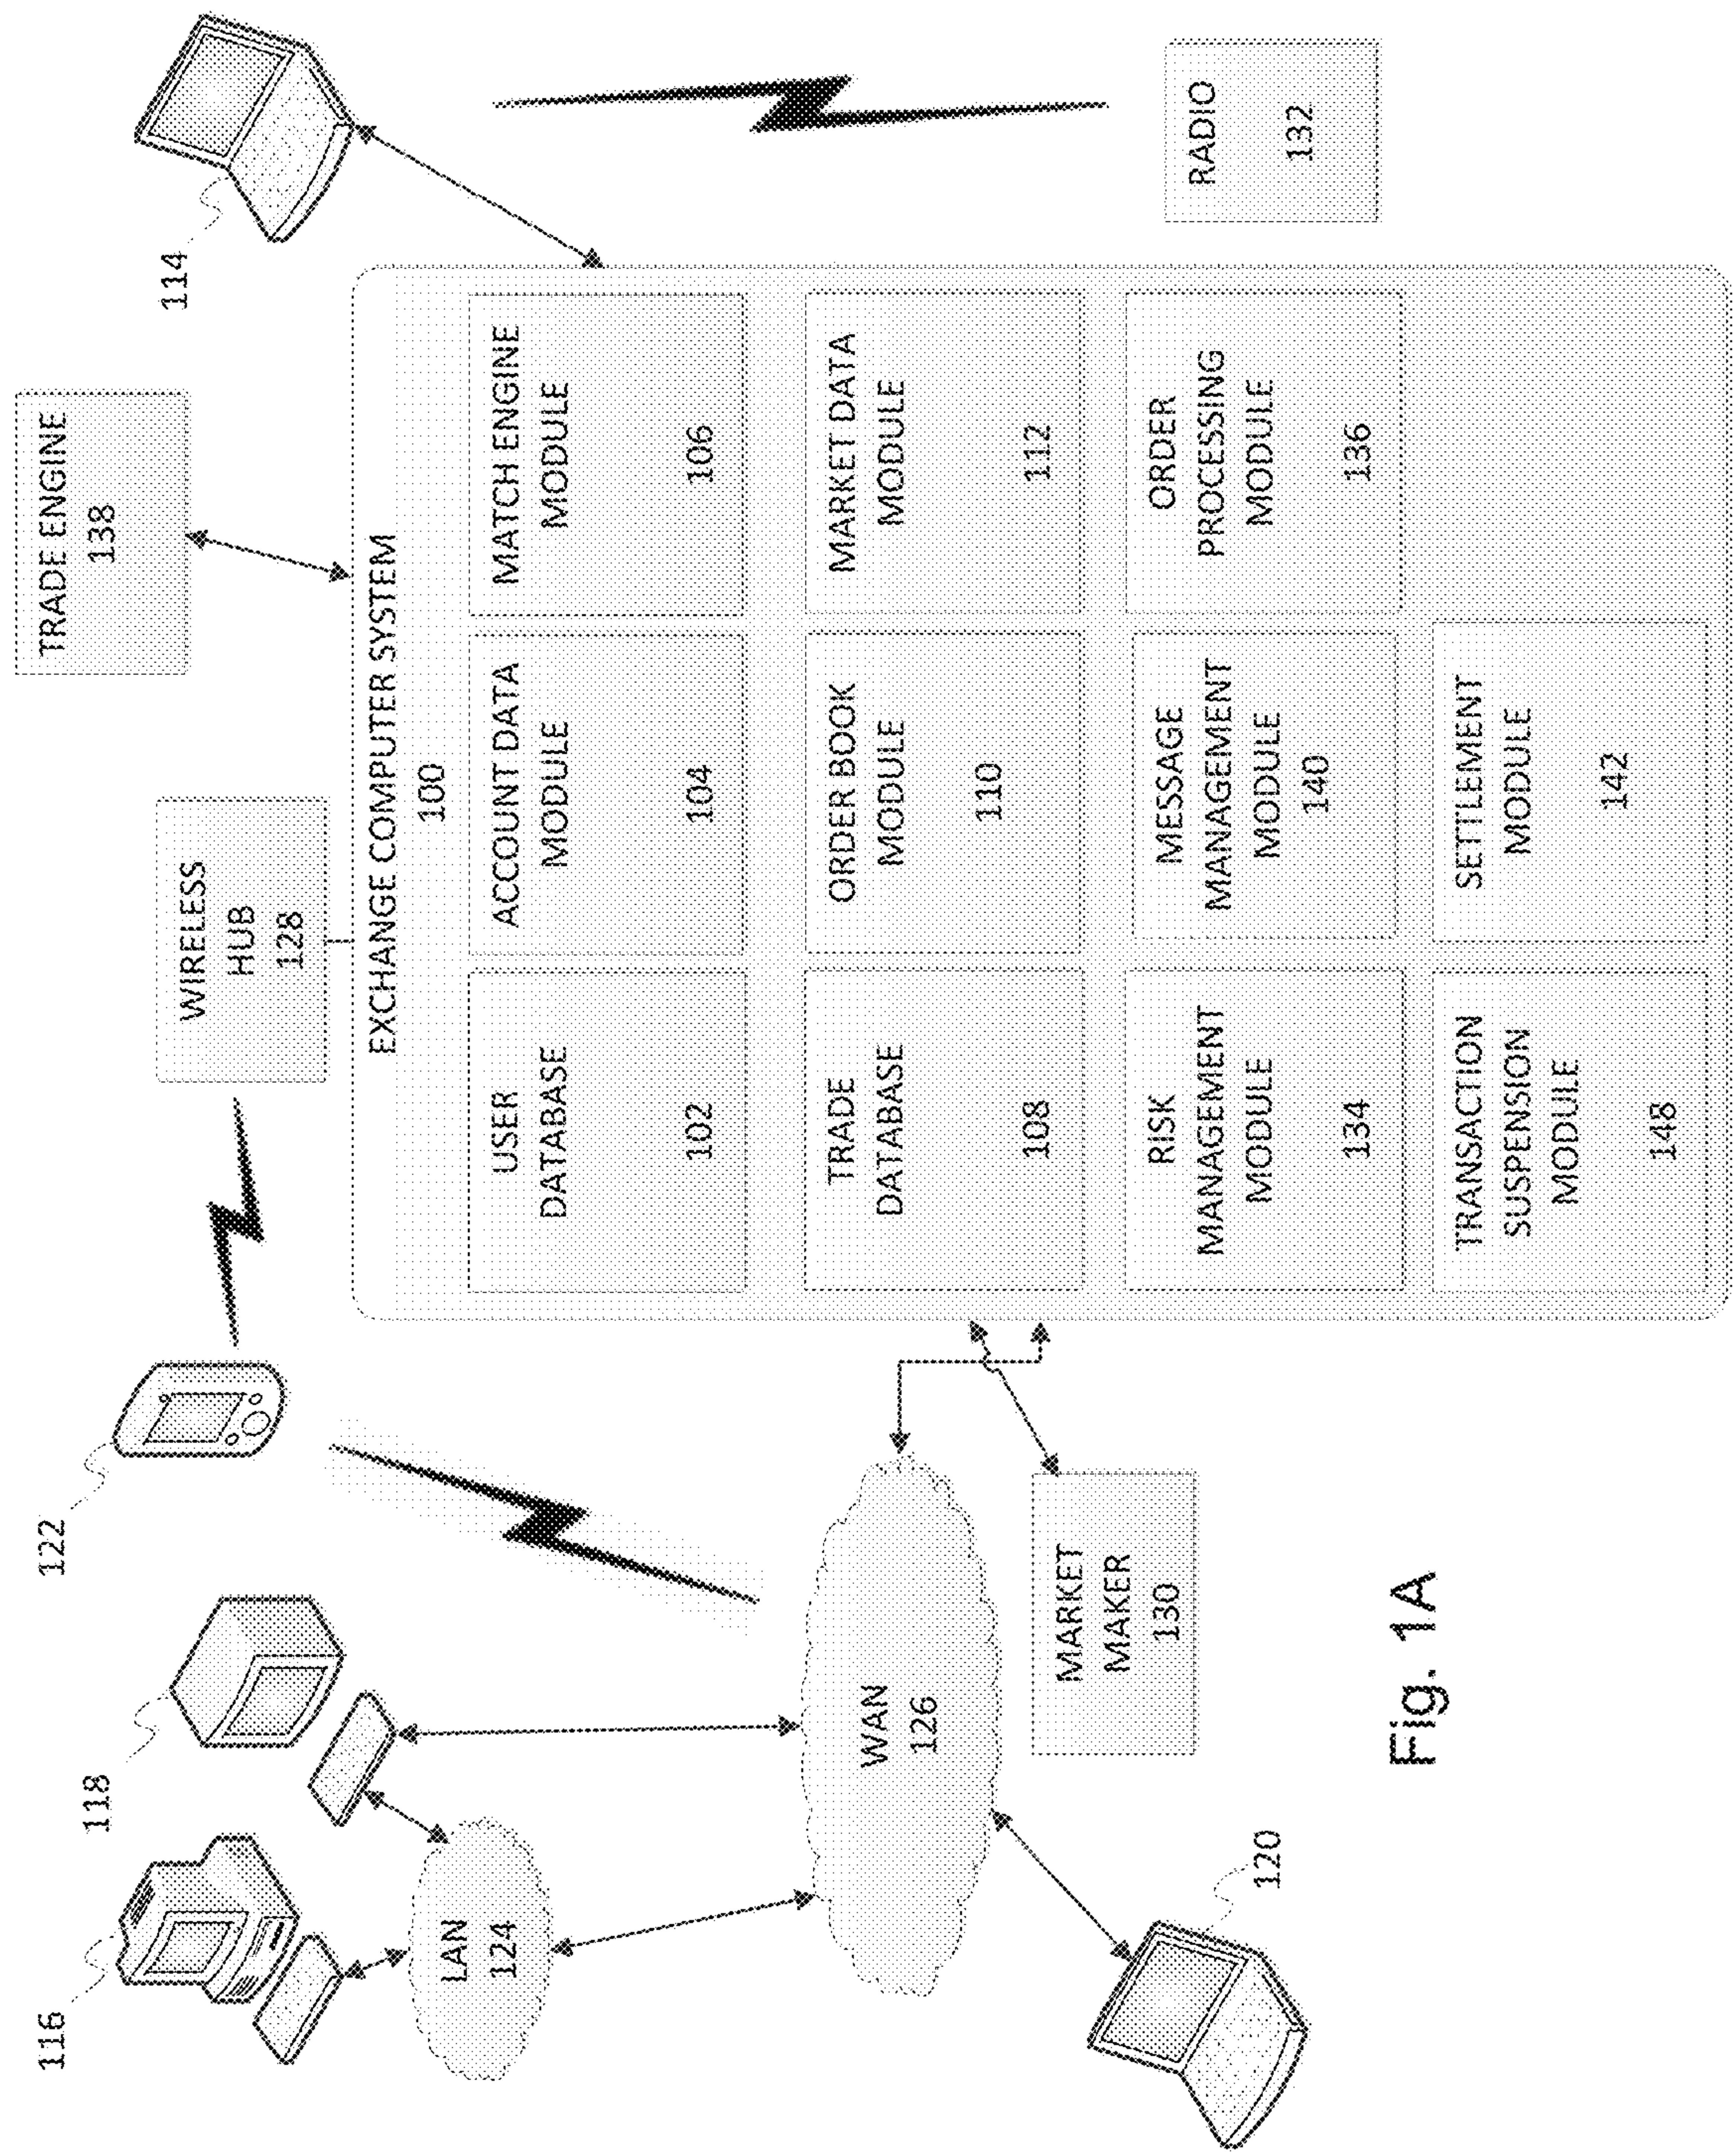 116
118
122
WIRELESS
HUB
128
TRADE ENGINE
138
114
LAN
124
EXCHANGE COMPUTER SYSTEM
100
USER
DATABASE
102
ACCOUNT DATA
MODULE
104
MATCH ENGINE
MODULE
106
WAN
126
TRADE
DATABASE
108
ORDER BOOK
MODULE
110
MARKET DATA
MODULE
112
MARKET
MAKER
130
RISK
MANAGEMENT
MODULE
134
MESSAGE
MANAGEMENT
MODULE
140
ORDER
PROCESSING
MODULE
136
RADIO
132
120
TRANSACTION
SUSPENSION
MODULE
148
SETTLEMENT
MODULE
142
Fig. 1A